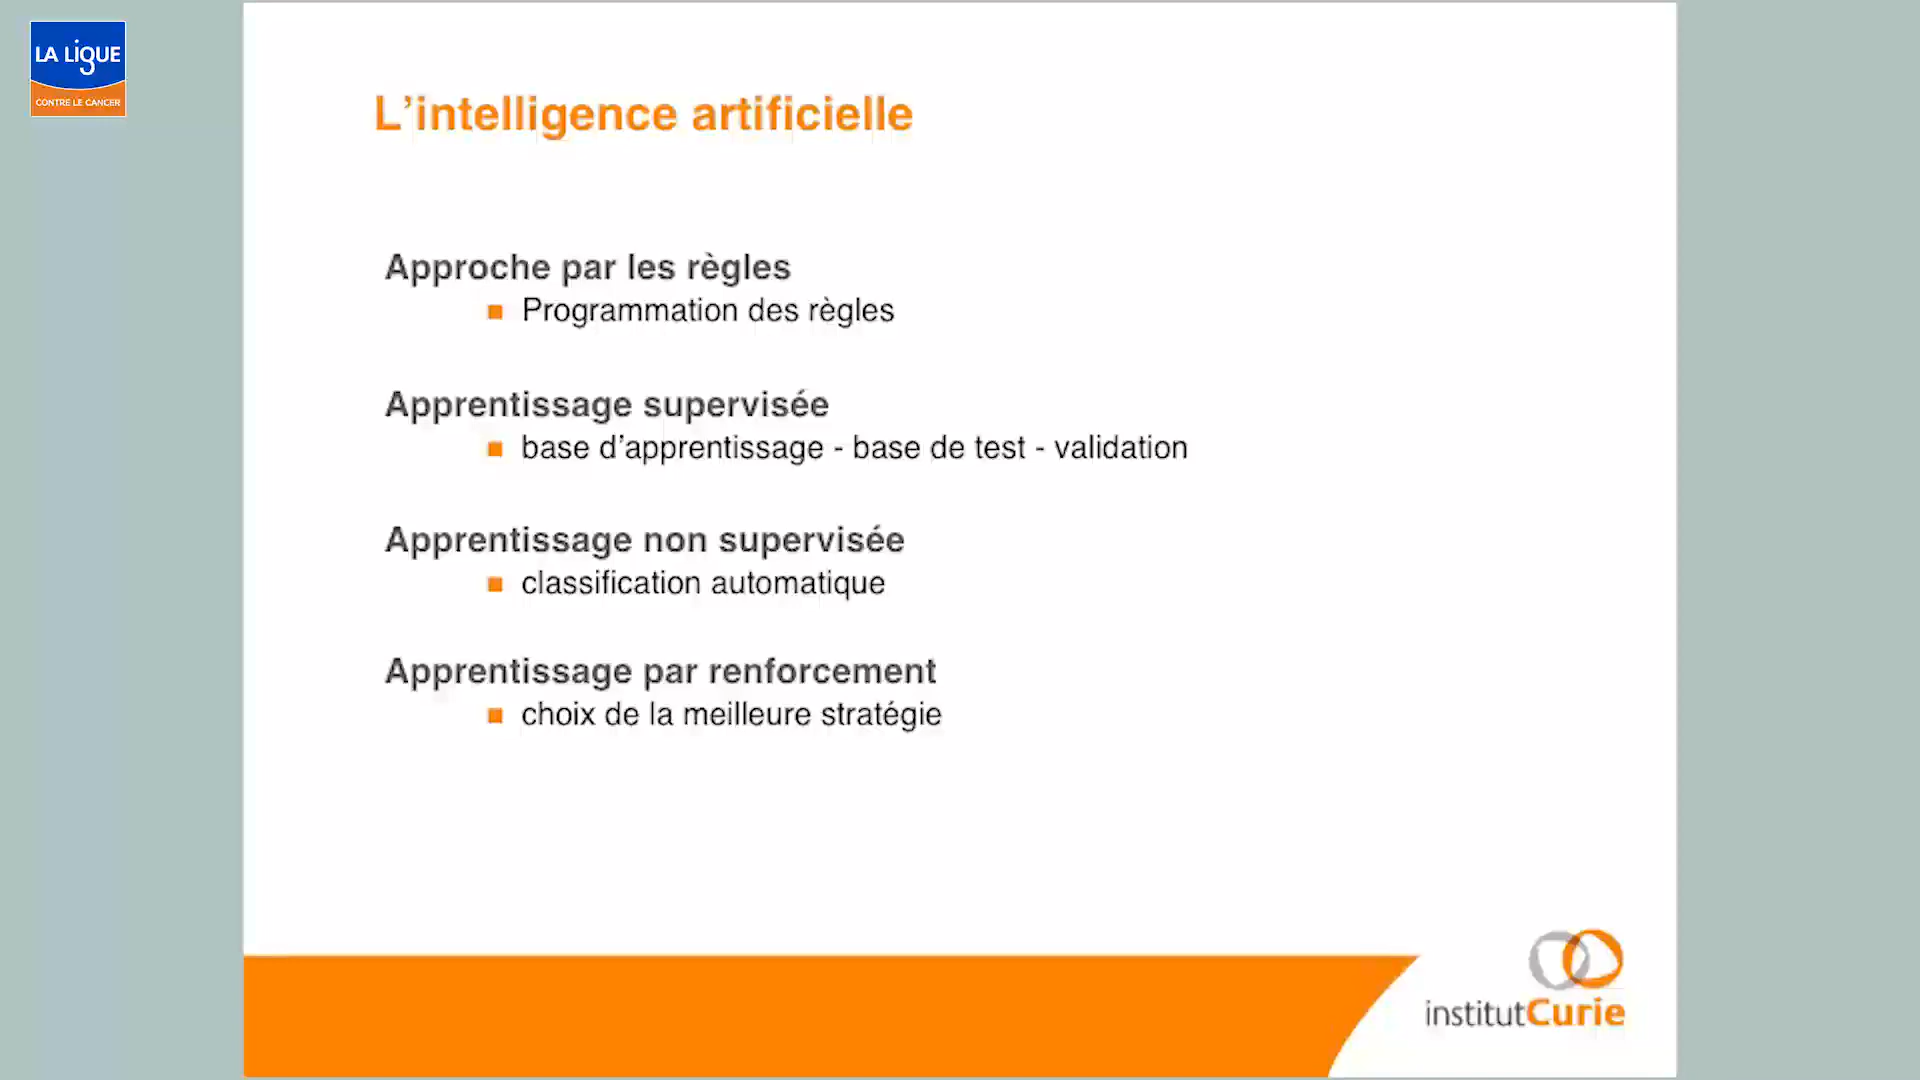 LA LIGUE
CONTRE LE CANCER
L’intelligence artificielle
Approche par les règles
Programmation des règles
Apprentissage supervisée
base d’apprentissage - base de test - validation
Apprentissage non supervisée
classification automatique
Apprentissage par renforcement
choix de la meilleure stratégie
institutCurie